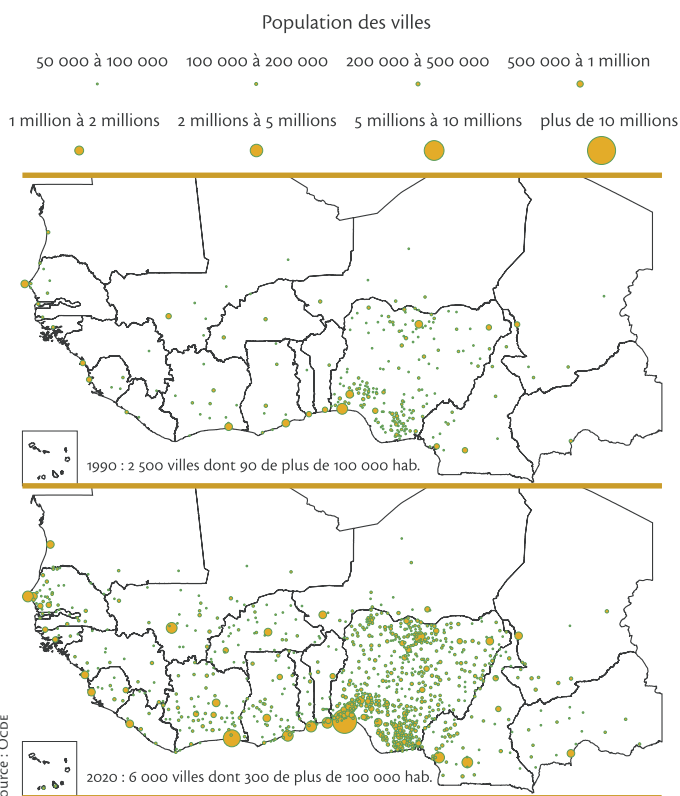 Population des villes
50 000 à 100 000 100 000 à 200 000 200 000 à 500 000 500 000 à 1 million
1 million à 2 millions 2 millions à 5 millions 5 millions à 10 millions plus de 10 millions
1990 : 2 500 villes dont 90 de plus de 100 000 hab.
2020 : 6 000 villes dont 300 de plus de 100 000 hab.
ource : OCDE